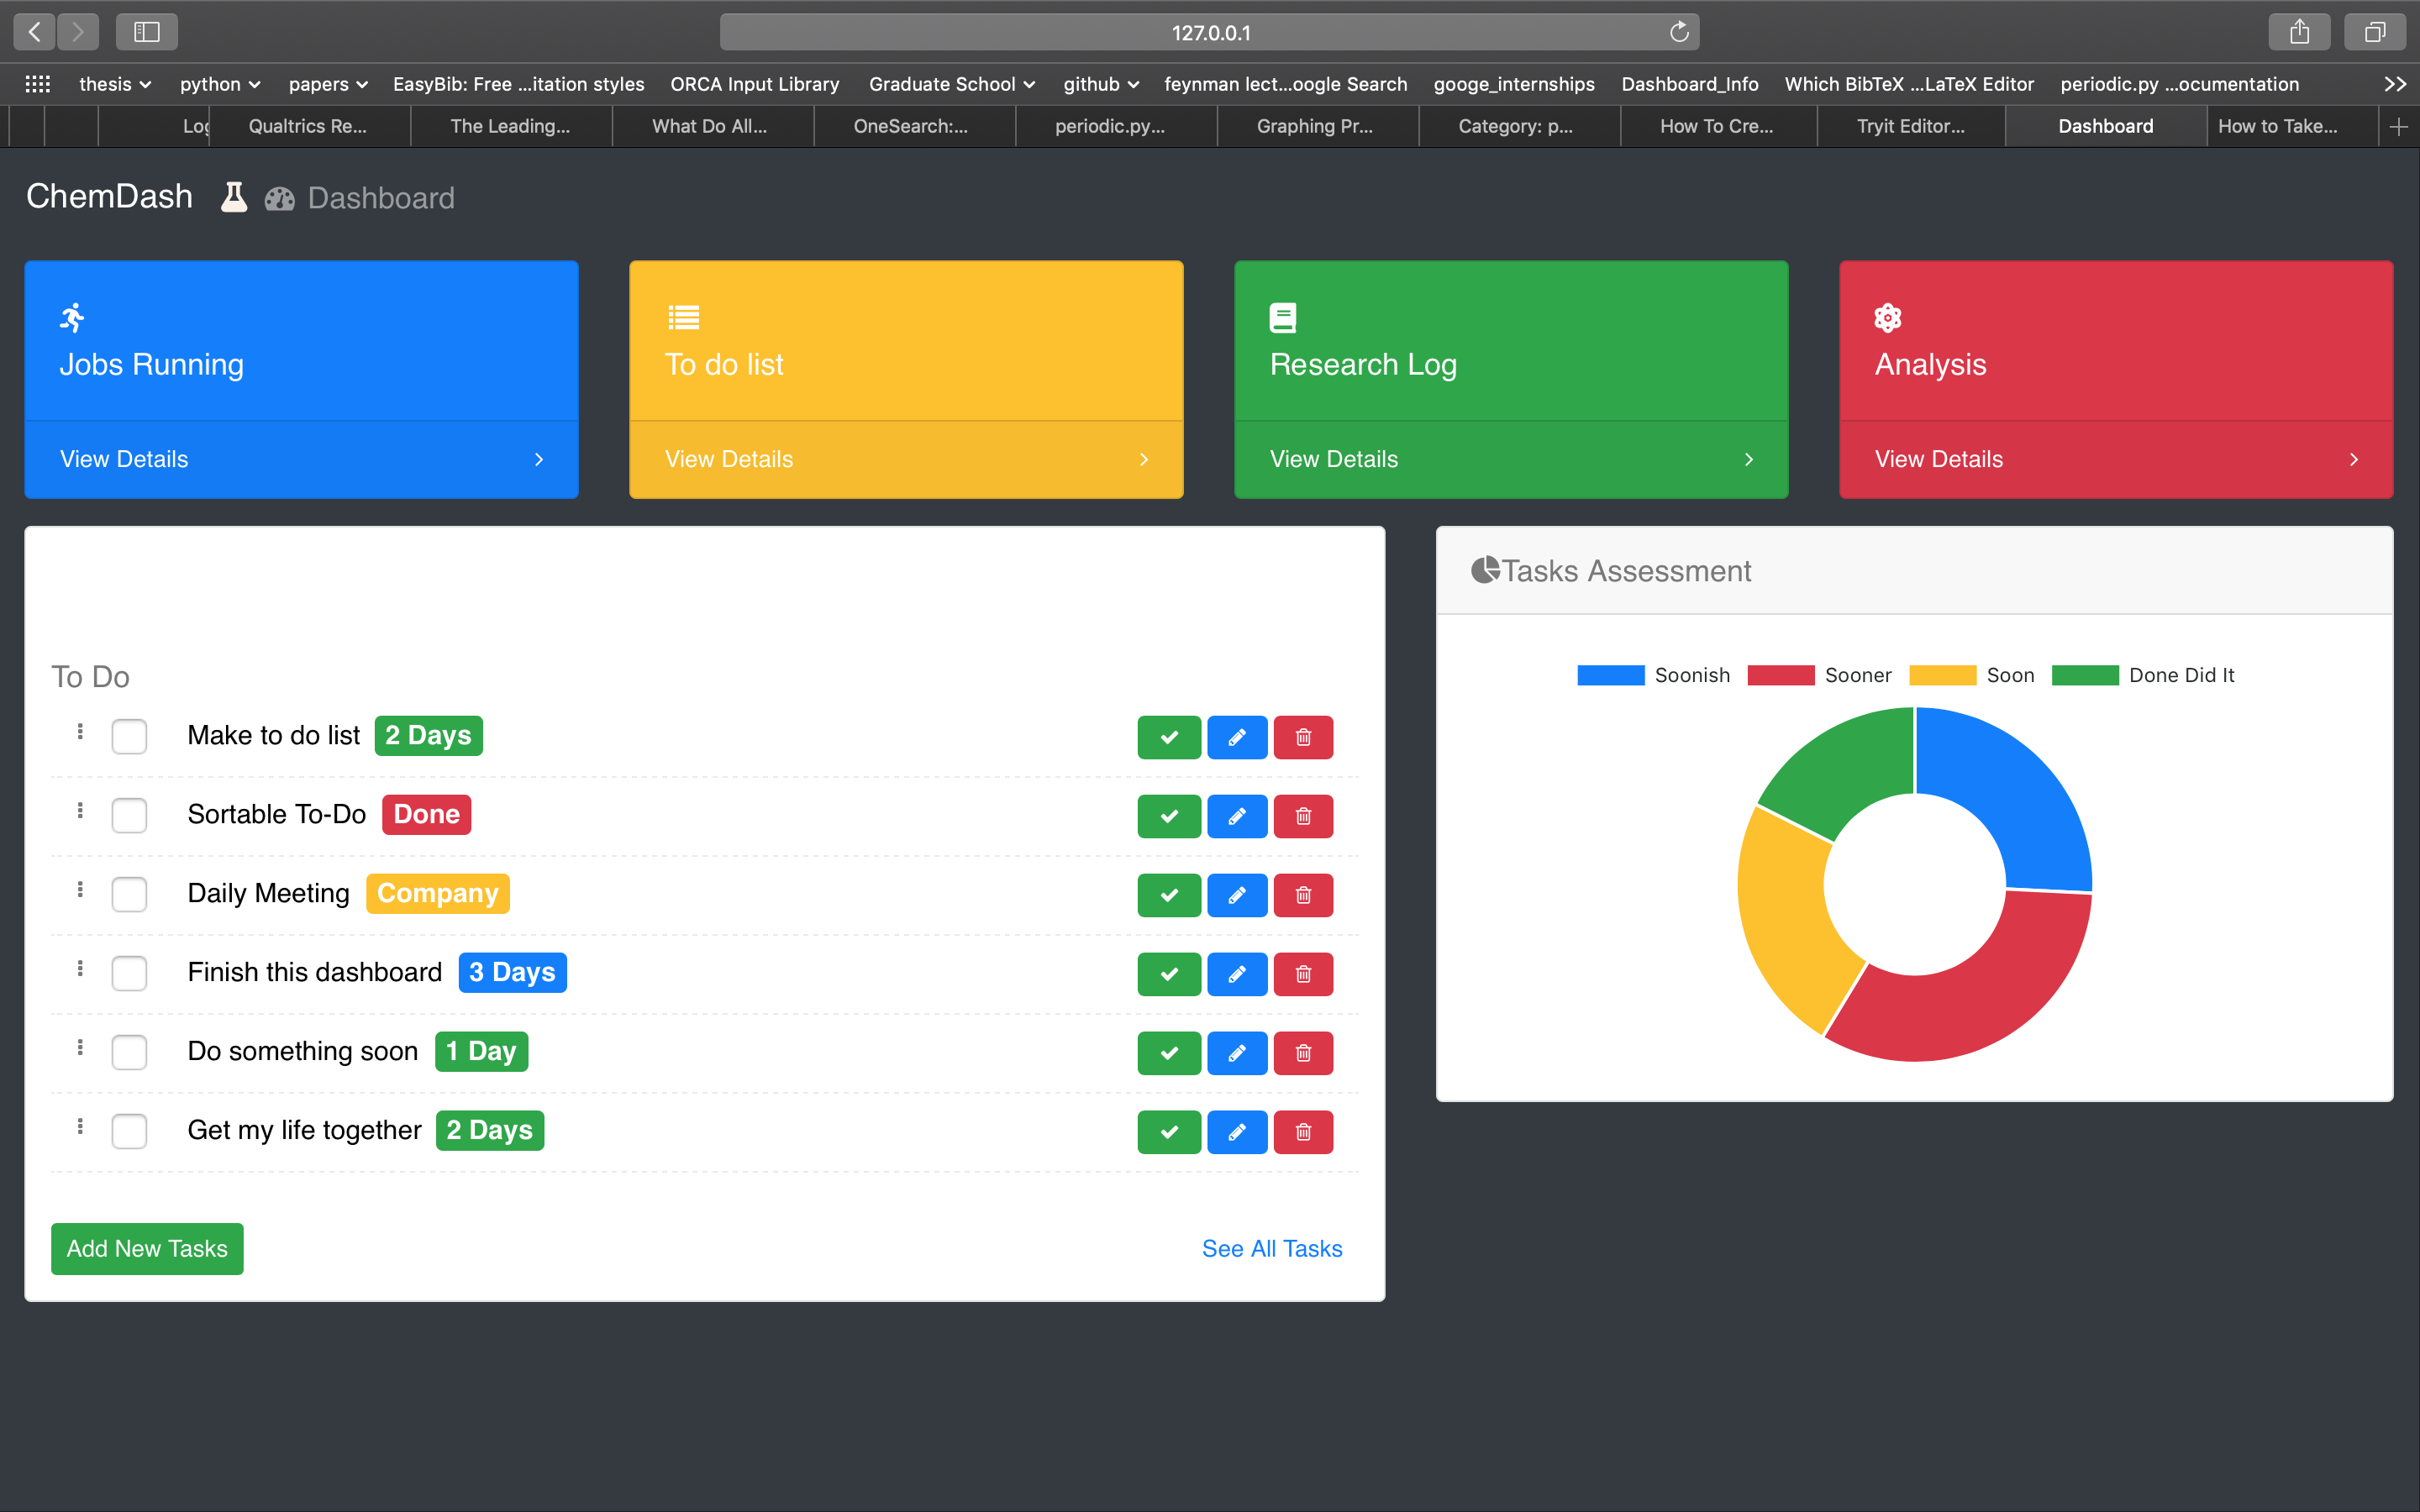 127.0.0.1
thesis python papers EasyBib: Free ...itation styles ORCA Input Library Graduate School github feynman lect...oogle Search googe_internships Dashboard_Info Which BibTeX ...LaTeX Editor periodic.py ...ocumentation
Qualtrics Re... The Leading... What Do All... OneSearch:... periodic.py... Graphing Pr... Category: p... How To Cre... Tryit Editor... Dashboard How to Take...
ChemDash Dashboard
Jobs Running
View Details
To do list
View Details
Research Log
View Details
Analysis
View Details
To Do
Make to do list 2 Days
Sortable To-Do Done
Daily Meeting Company
Finish this dashboard 3 Days
Do something soon 1 Day
Get my life together 2 Days
Add New Tasks See All Tasks
Tasks Assessment
Soonish Sooner Soon Done Did It